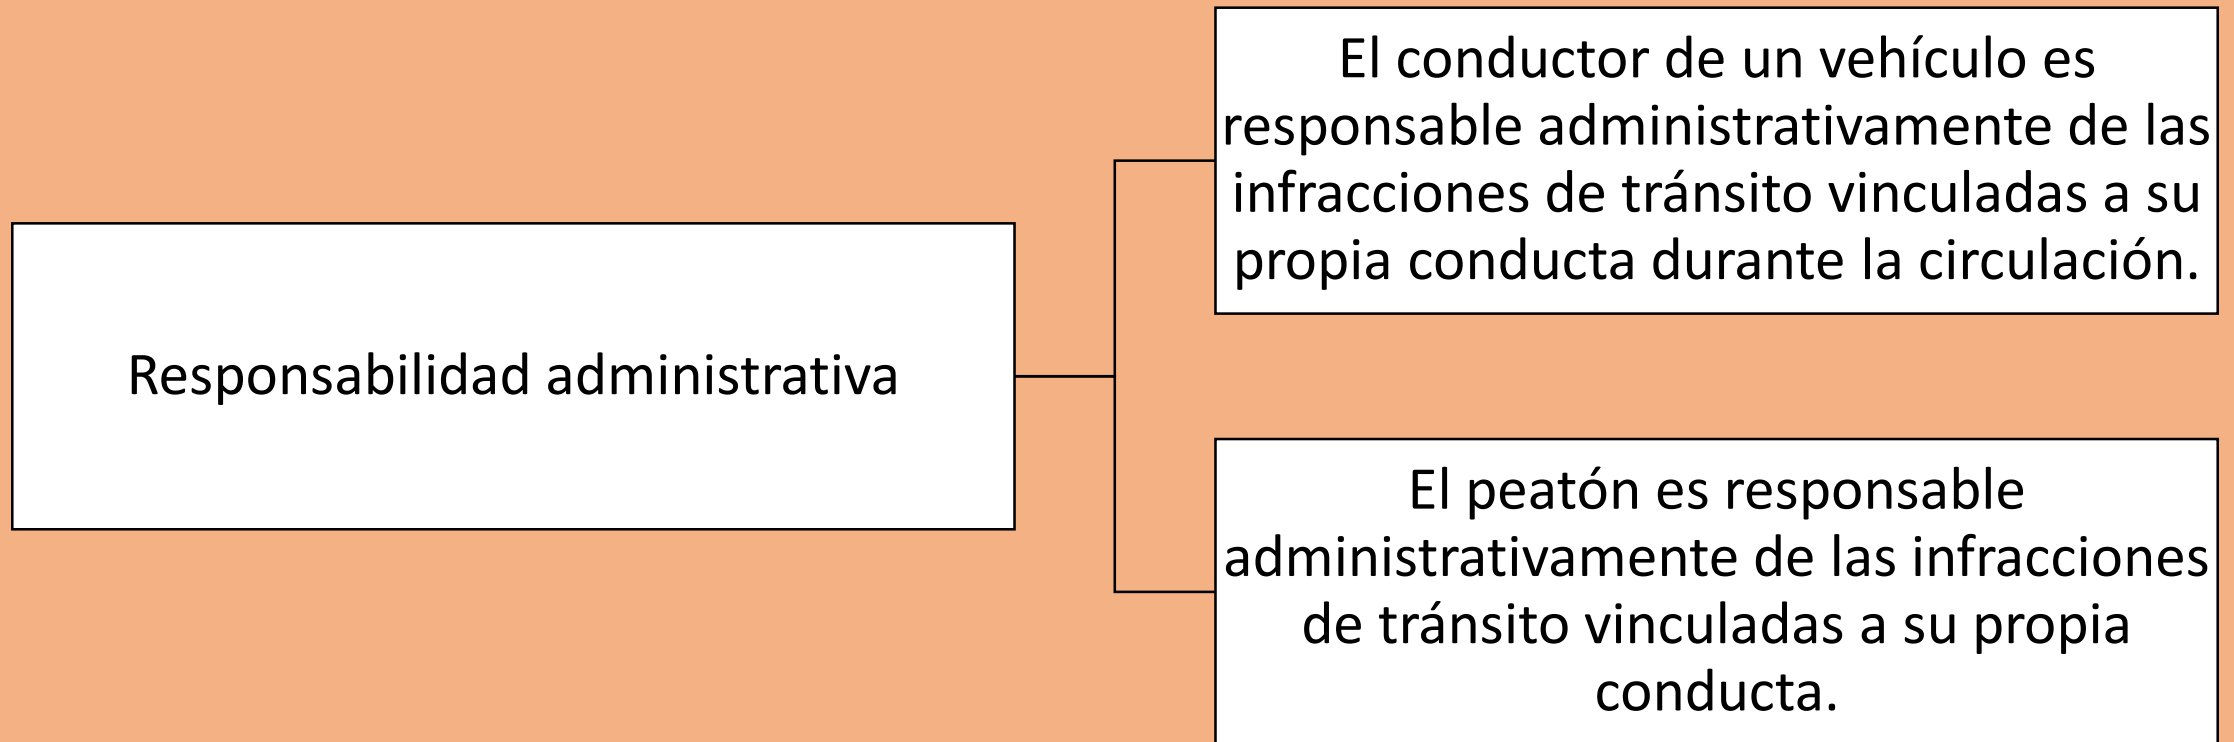 Responsabilidad administrativa
El conductor de un vehículo es
responsable administrativamente de las
infracciones de tránsito vinculadas a su
propia conducta durante la circulación.
El peatón es responsable
administrativamente de las infracciones
de tránsito vinculadas a su propia
conducta.